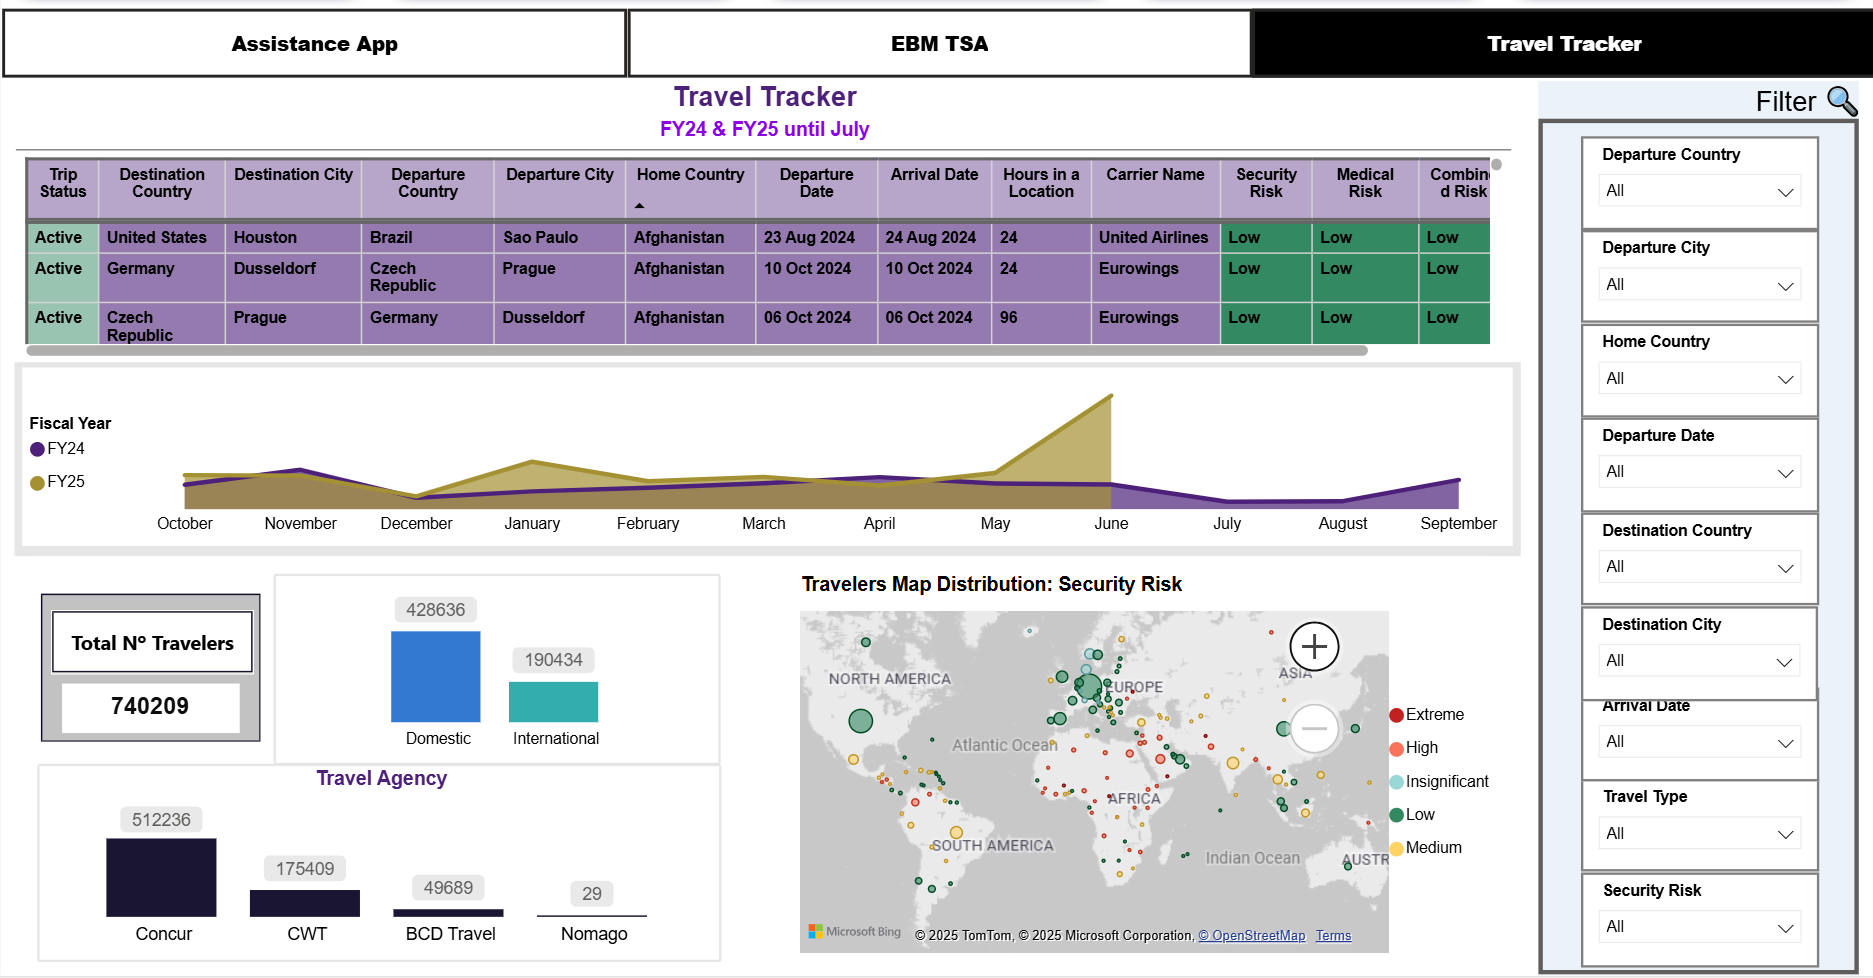 Assistance App
EBM TSA
Travel Tracker
Travel Tracker
FY24 & FY25 until July
Filter
Trip Status
Destination Country
Destination City
Departure Country
Departure City
Home Country
Departure Date
Arrival Date
Hours in a Location
Carrier Name
Security Risk
Medical Risk
Combined Risk
Active United States Houston Brazil Sao Paulo Afghanistan 23 Aug 2024 24 Aug 2024 24 United Airlines Low Low Low
Active Germany Dusseldorf Czech Republic Prague Afghanistan 10 Oct 2024 10 Oct 2024 24 Eurowings Low Low Low
Active Czech Republic Prague Germany Dusseldorf Afghanistan 06 Oct 2024 06 Oct 2024 96 Eurowings Low Low Low
Fiscal Year
FY24
FY25
October November December January February March April May June July August September
Total Nº Travelers
740209
428636
190434
Domestic International
Travel Agency
512236
175409
49689
29
Concur CWT BCD Travel Nomago
Travelers Map Distribution: Security Risk
NORTH AMERICA
EUROPE
ASIA
Atlantic Ocean
AFRICA
SOUTH AMERICA
Indian Ocean
AUSTR
Microsoft Bing
© 2025 TomTom, © 2025 Microsoft Corporation, © OpenStreetMap Terms
Extreme
High
Insignificant
Low
Medium
Departure Country
All
Departure City
All
Home Country
All
Departure Date
All
Destination Country
All
Destination City
All
Arrival Date
All
Travel Type
All
Security Risk
All